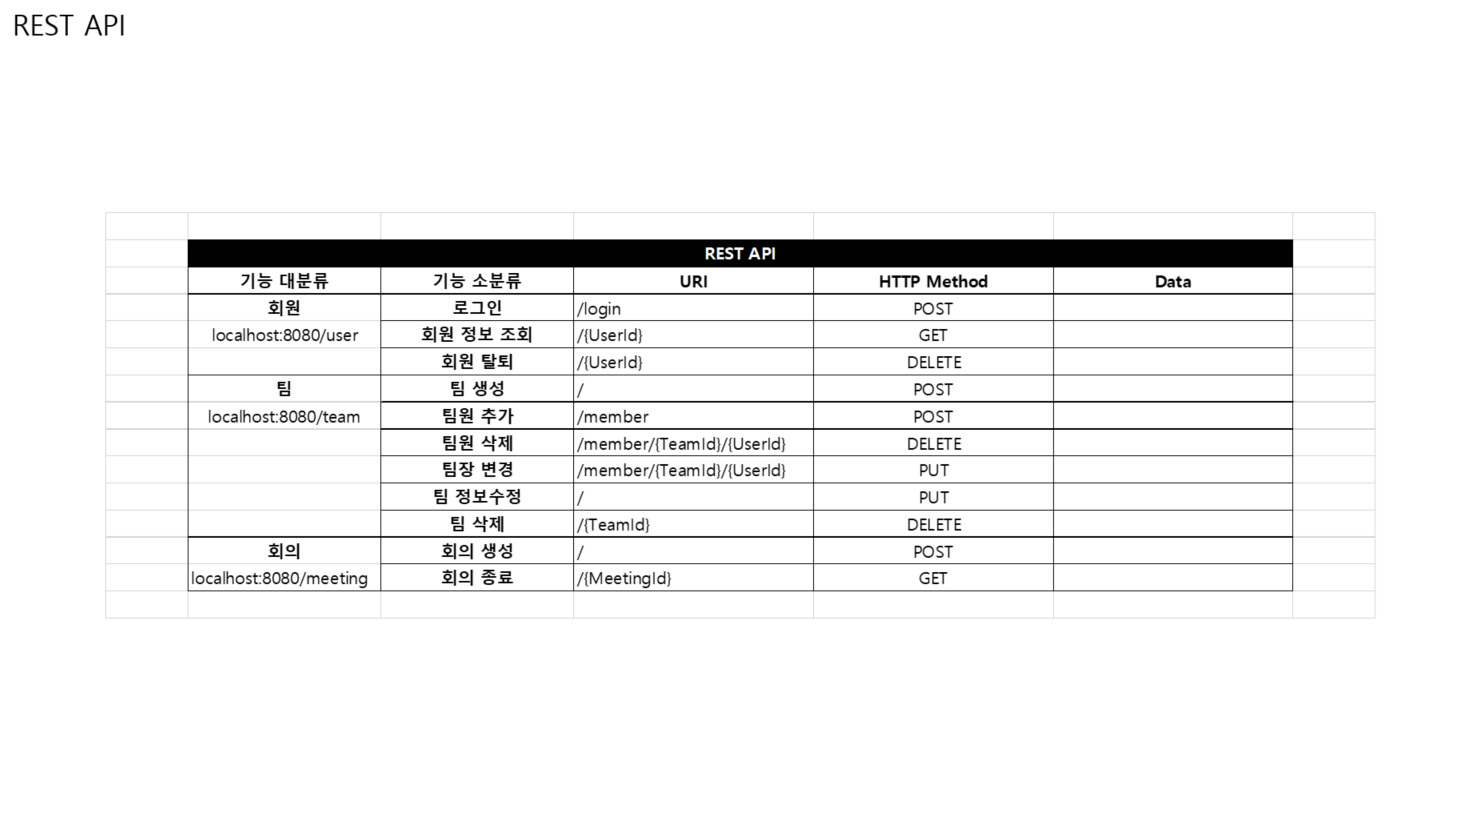 REST API
REST API
기능 대분류 기능 소분류 URI HTTP Method Data
회원 로그인 /login POST
localhost:8080/user 회원 정보 조회 /{UserId} GET
회원 탈퇴 /{UserId} DELETE
팀 팀 생성 / POST
localhost:8080/team 팀원 추가 /member POST
팀원 삭제 /member/{TeamId}/{UserId} DELETE
팀장 변경 /member/{TeamId}/{UserId} PUT
팀 정보수정 / PUT
팀 삭제 /{TeamId} DELETE
회의 회의 생성 / POST
localhost:8080/meeting 회의 종료 /{MeetingId} GET